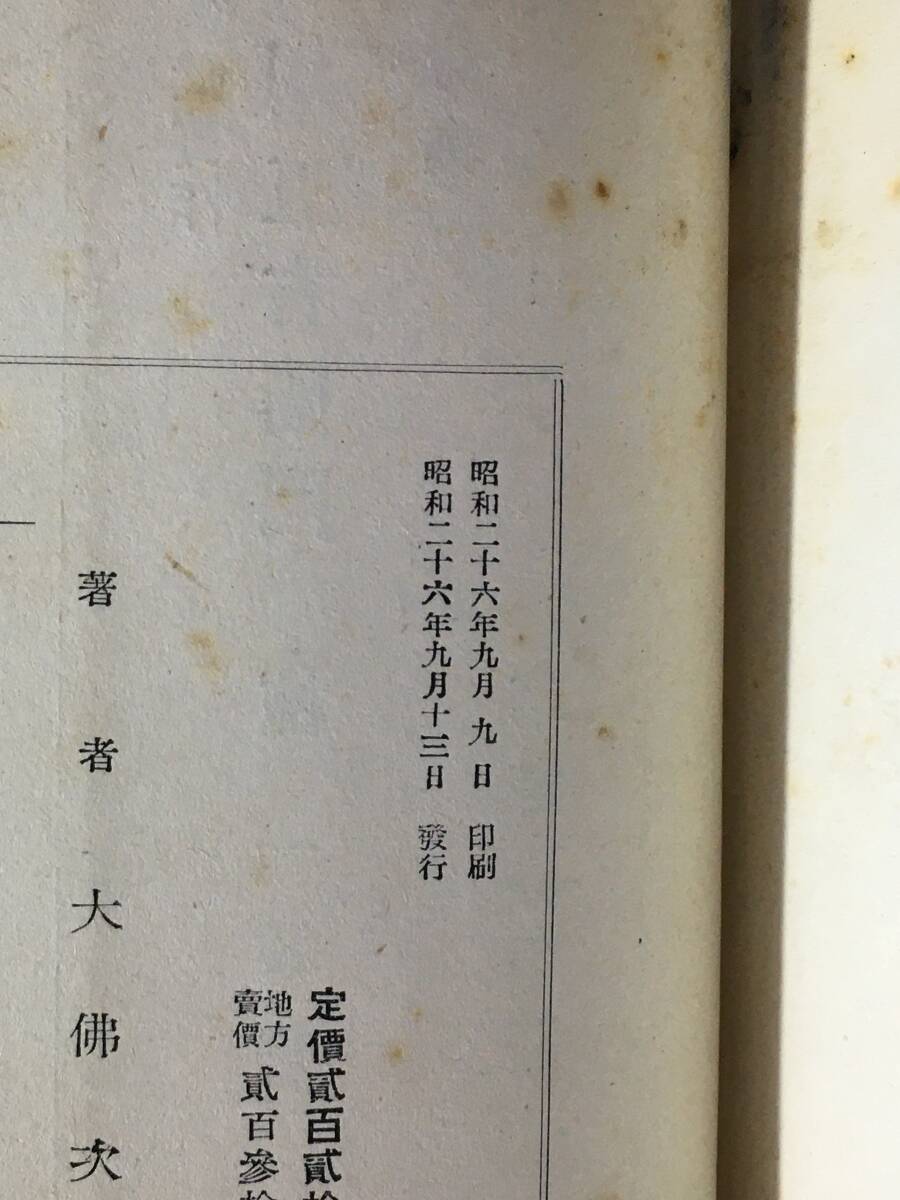 昭和二十六年九月九日 印刷
昭和二十六年九月十三日 發行
定價貳百貳拾
地方賣價 貳百參拾
著者 大佛次